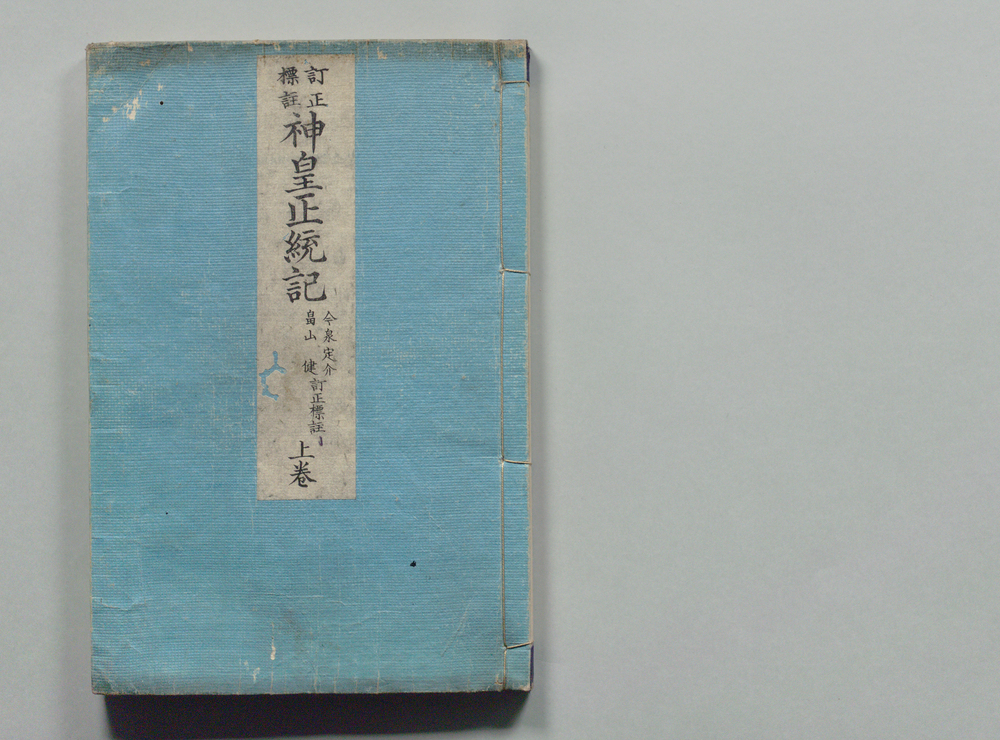 訂正
標註
神皇正統記
今泉定介
畠山健
訂正標註
上卷